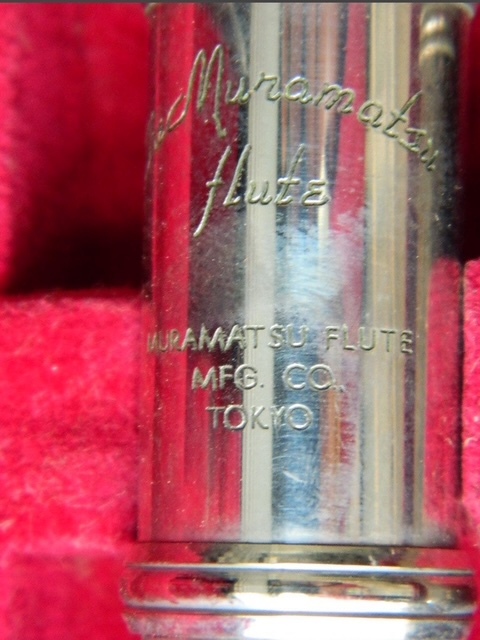 Muramatsu
flute
MURAMATSU FLUTE
MFG. CO.
TOKYO